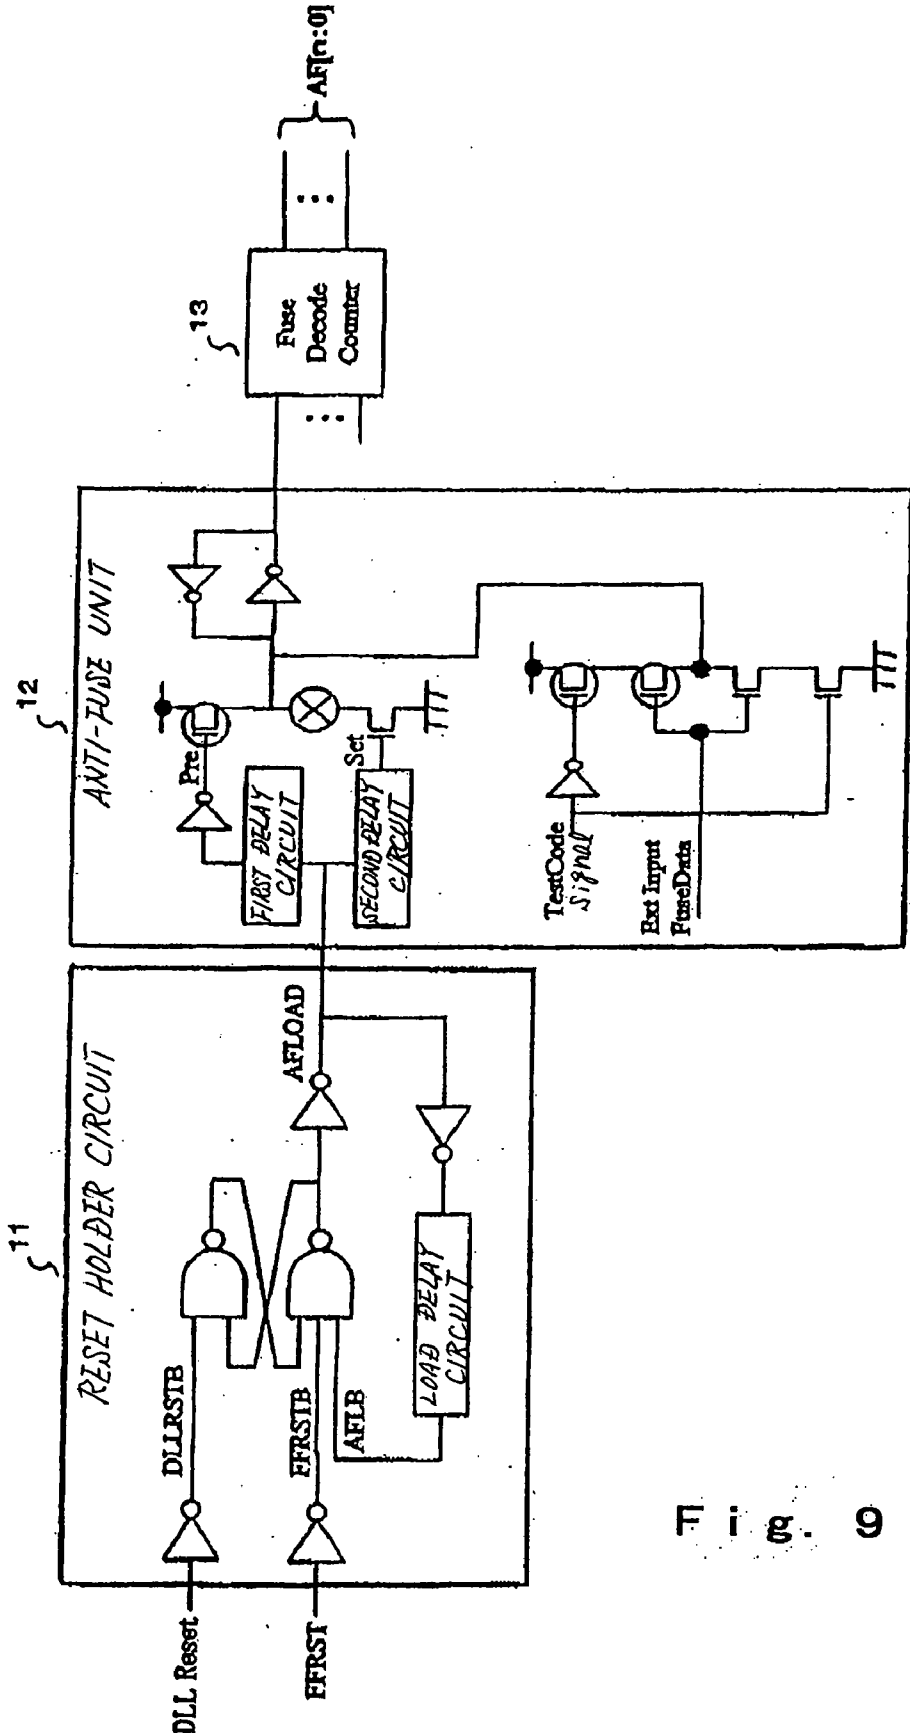 11
RESET HOLDER CIRCUIT
DLL Reset
DLLRSTB
FFRST
FFRSTB
AFLB
AFLOAD
LOAD DELAY
CIRCUIT
12
ANTI-FUSE UNIT
Pre
FIRST DELAY
CIRCUIT
Set
SECOND DELAY
CIRCUIT
TestCode
Signal
Ext Input
FuseData
13
Fuse
Decode
Counter
AF[n:0]
Fig. 9